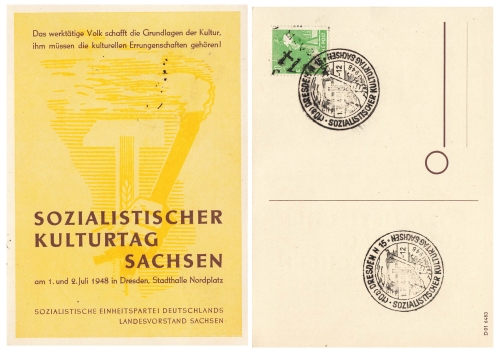 Das werktätige Volk schafft die Grundlagen der Kultur,
ihm müssen die kulturellen Errungenschaften gehören!
SOZIALISTISCHER
KULTURTAG
SACHSEN
am 1. und 2. Juli 1948 in Dresden, Stadthalle Nordplatz
SOZIALISTISCHE EINHEITSPARTEI DEUTSCHLANDS
LANDESVORSTAND SACHSEN
DRESDEN N 15 · SOZIALISTISCHER KULTURTAG SACHSEN
DRESDEN N 15 · SOZIALISTISCHER KULTURTAG SACHSEN